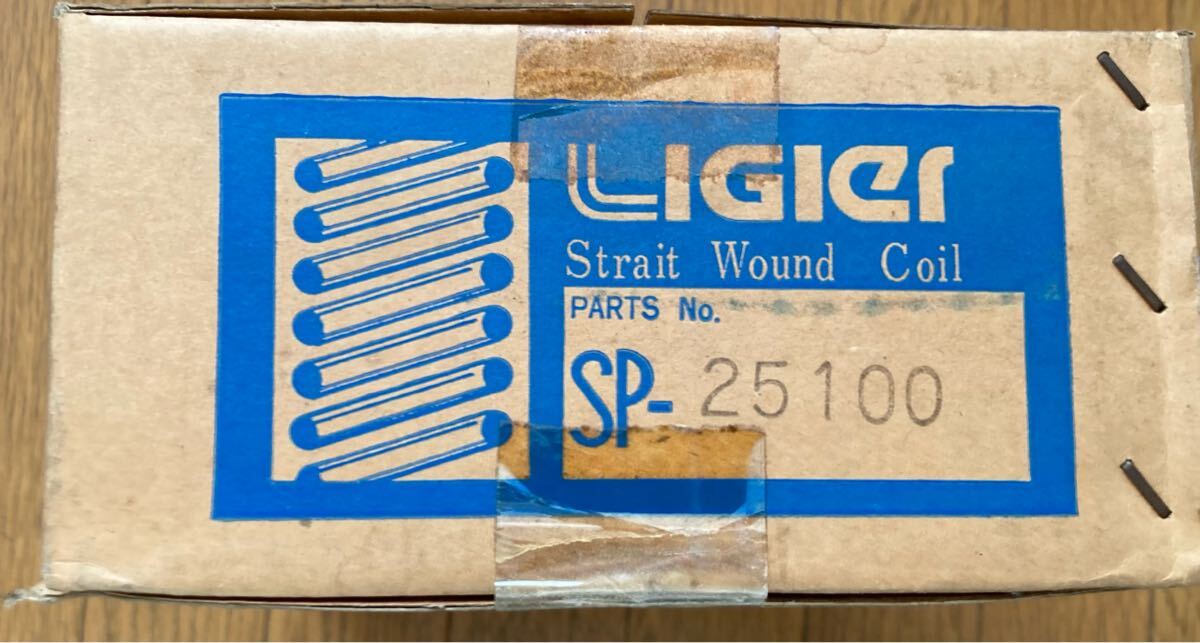 LIGIER
Strait Wound Coil
PARTS No.
SP-25100